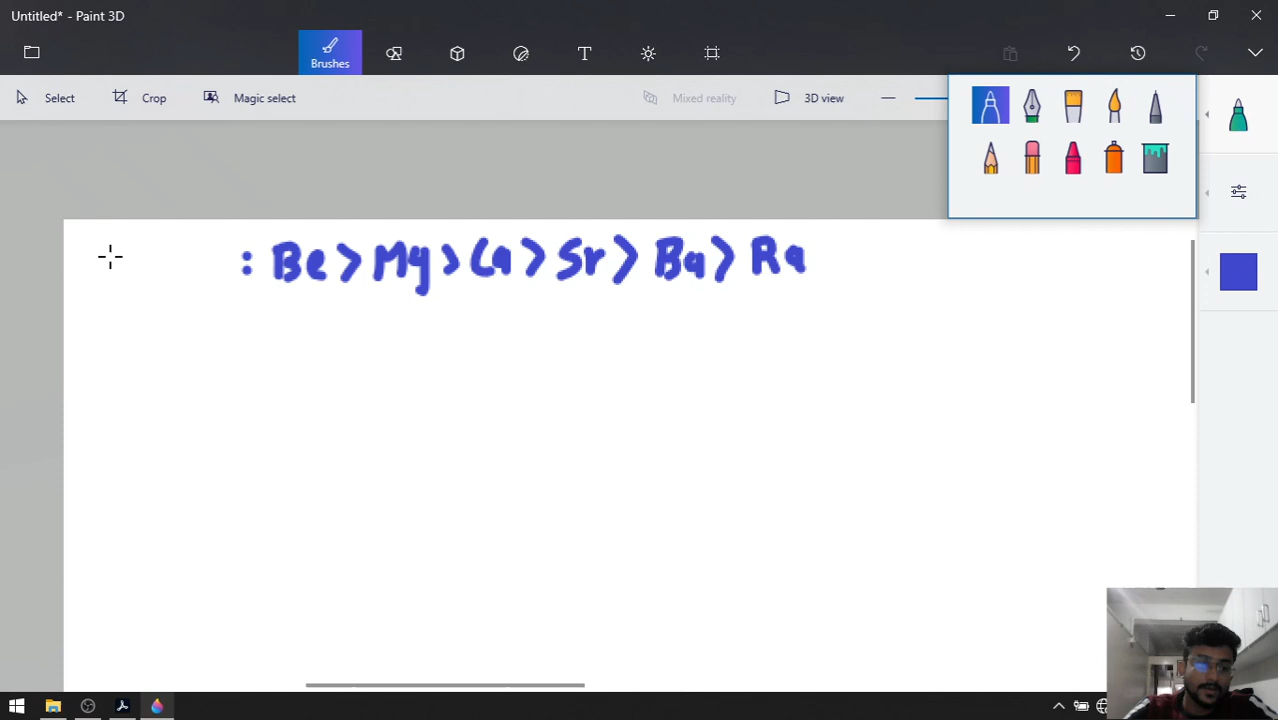 Untitled* - Paint 3D
Brushes
Select
Crop
Magic select
Mixed reality
3D view
: Be > Mg > Ca > Sr > Ba > Ra